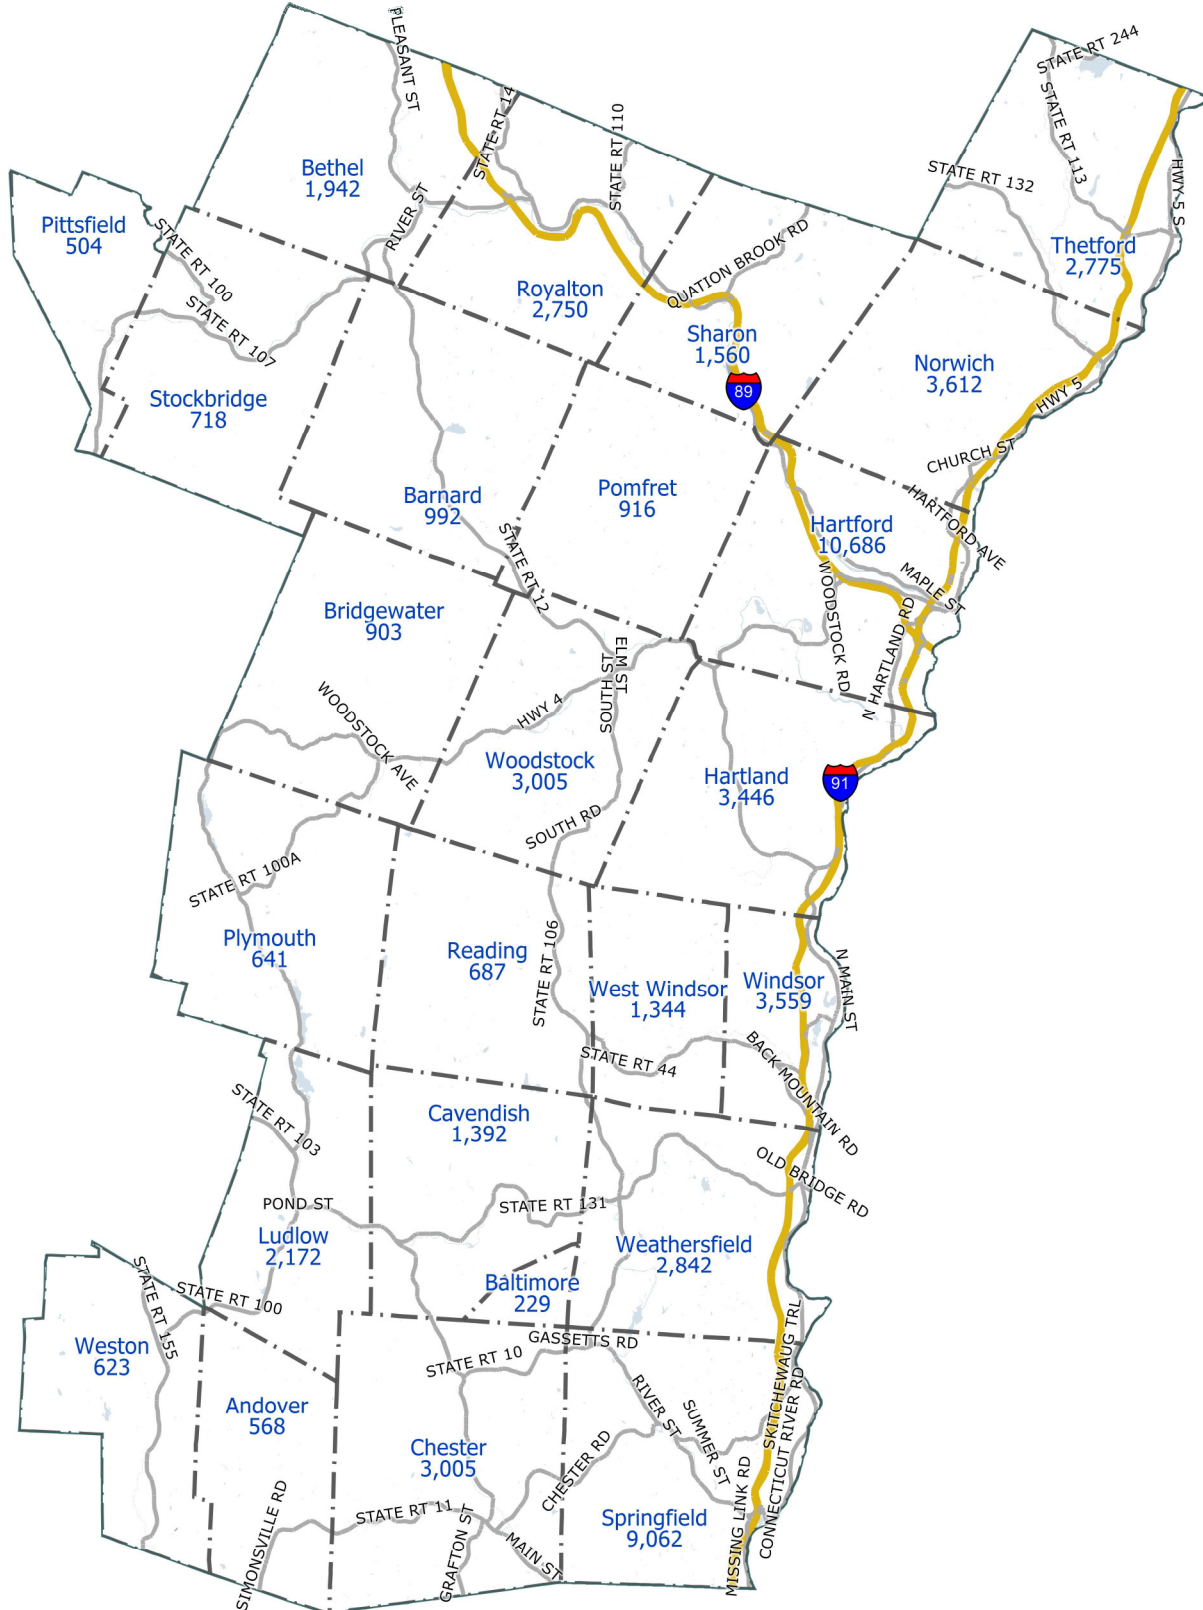 PLEASANT ST
STATE RT 14
STATE RT 110
STATE RT 244
STATE RT 113
STATE RT 132
HWY 5 S
Bethel
1,942
Pittsfield
504
STATE RT 100
RIVER ST
STATE RT 107
Royalton
2,750
QUATION BROOK RD
Sharon
1,560
89
Thetford
2,775
Norwich
3,612
HWY 5
CHURCH ST
Stockbridge
718
Barnard
992
Pomfret
916
Hartford
10,686
HARTFORD AVE
MAPLE ST
STATE RT 12
WOODSTOCK RD
N HARTLAND RD
Bridgewater
903
ELM ST
SOUTH ST
HWY 4
WOODSTOCK AVE
Woodstock
3,005
Hartland
3,446
91
SOUTH RD
STATE RT 100A
Plymouth
641
Reading
687
STATE RT 106
West Windsor
1,344
Windsor
3,559
N MAIN ST
STATE RT 44
BACK MOUNTAIN RD
Cavendish
1,392
STATE RT 103
OLD BRIDGE RD
POND ST
STATE RT 131
Ludlow
2,172
Weathersfield
2,842
Baltimore
229
STATE RT 155
STATE RT 100
Weston
623
GASSETTS RD
STATE RT 10
SKITCHEWAUG TRL
CONNECTICUT RIVER RD
RIVER ST
SUMMER ST
Andover
568
Chester
3,005
CHESTER RD
MISSING LINK RD
STATE RT 11
SIMONSVILLE RD
GRAFTON ST
MAIN ST
Springfield
9,062